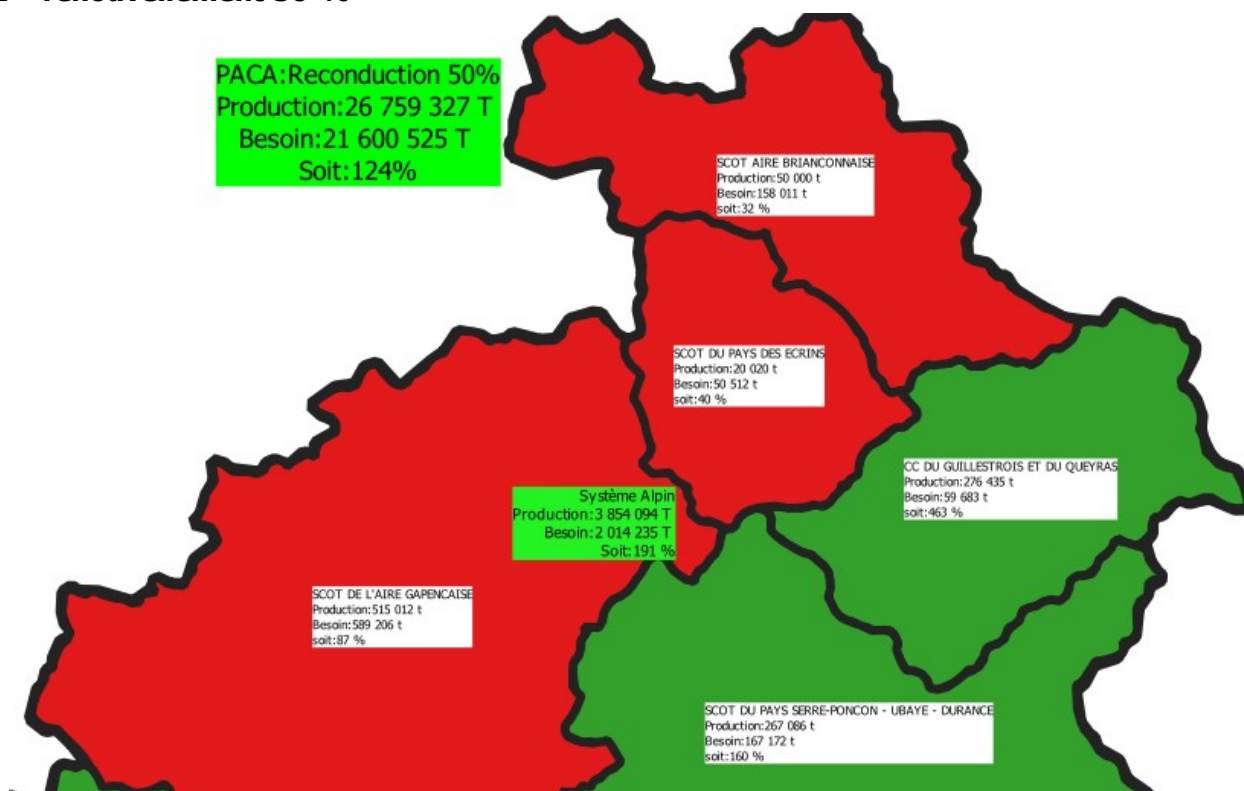 renouvellement 50 %
PACA:Reconduction 50%
Production:26 759 327 T
Besoin:21 600 525 T
Soit:124%
SCOT AIRE BRIANCONNAISE
Production:50 000 t
Besoin:158 011 t
soit:32 %
SCOT DU PAYS DES ECRINS
Production:20 020 t
Besoin:50 512 t
soit:40 %
CC DU GUILLESTROIS ET DU QUEYRAS
Production:276 435 t
Besoin:59 683 t
soit:463 %
Système Alpin
Production:3 854 094 T
Besoin:2 014 235 T
Soit:191 %
SCOT DE L'AIRE GAPENCAISE
Production:515 012 t
Besoin:589 206 t
soit:87 %
SCOT DU PAYS SERRE-PONCON - UBAYE - DURANCE
Production:267 086 t
Besoin:167 172 t
soit:160 %